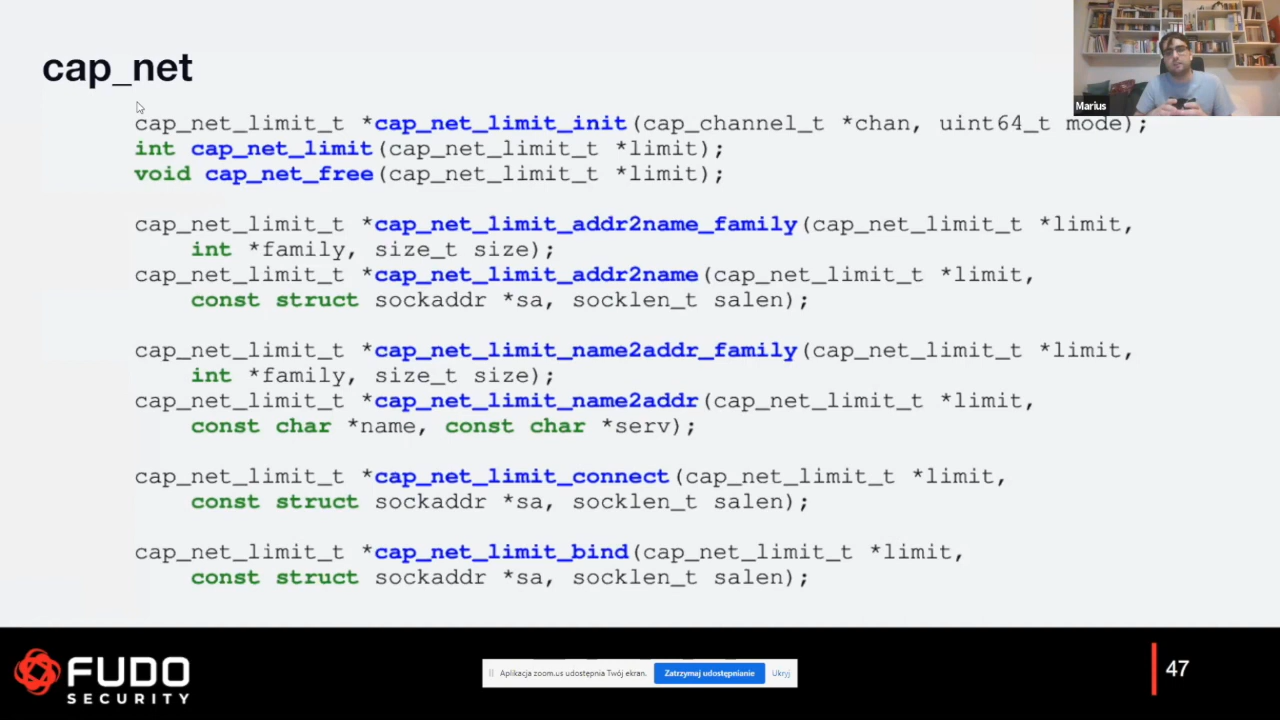 cap_net
Marius
cap_net_limit_t *cap_net_limit_init(cap_channel_t *chan, uint64_t mode);
int cap_net_limit(cap_net_limit_t *limit);
void cap_net_free(cap_net_limit_t *limit);
cap_net_limit_t *cap_net_limit_addr2name_family(cap_net_limit_t *limit,
int *family, size_t size);
cap_net_limit_t *cap_net_limit_addr2name(cap_net_limit_t *limit,
const struct sockaddr *sa, socklen_t salen);
cap_net_limit_t *cap_net_limit_name2addr_family(cap_net_limit_t *limit,
int *family, size_t size);
cap_net_limit_t *cap_net_limit_name2addr(cap_net_limit_t *limit,
const char *name, const char *serv);
cap_net_limit_t *cap_net_limit_connect(cap_net_limit_t *limit,
const struct sockaddr *sa, socklen_t salen);
cap_net_limit_t *cap_net_limit_bind(cap_net_limit_t *limit,
const struct sockaddr *sa, socklen_t salen);
FUDO
SECURITY
Aplikacja zoom.us udostępnia Twój ekran. Zatrzymaj udostępnianie Ukryj
47